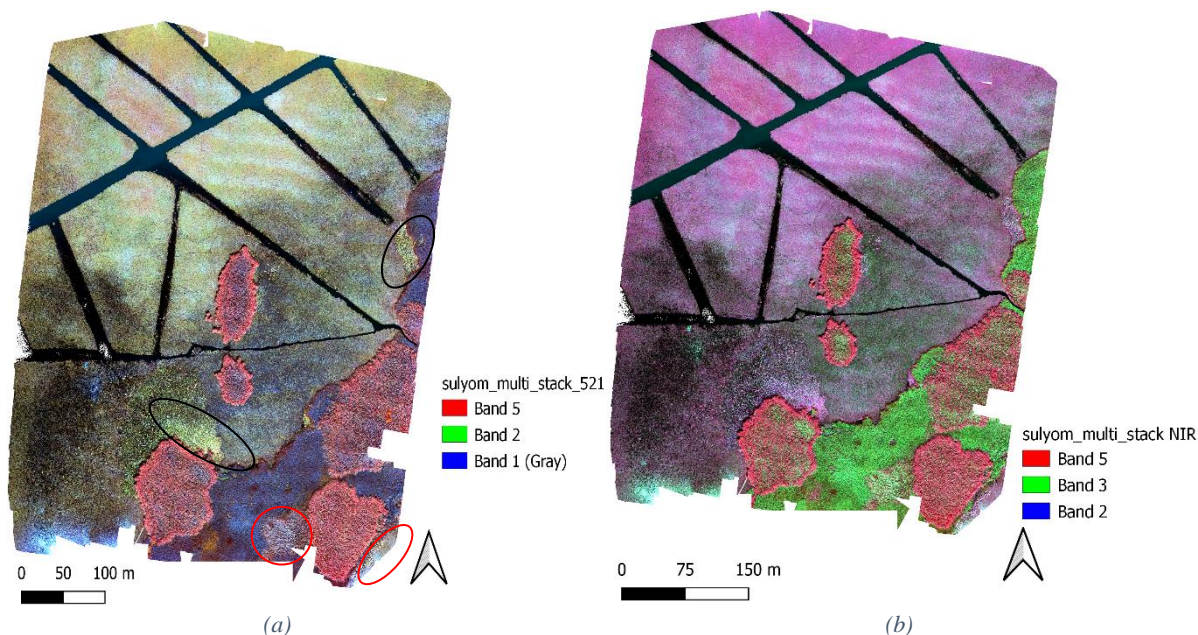 sulyom_multi_stack_521
Band 5
Band 2
Band 1 (Gray)
0 50 100 m
(a)
sulyom_multi_stack NIR
Band 5
Band 3
Band 2
0 75 150 m
(b)